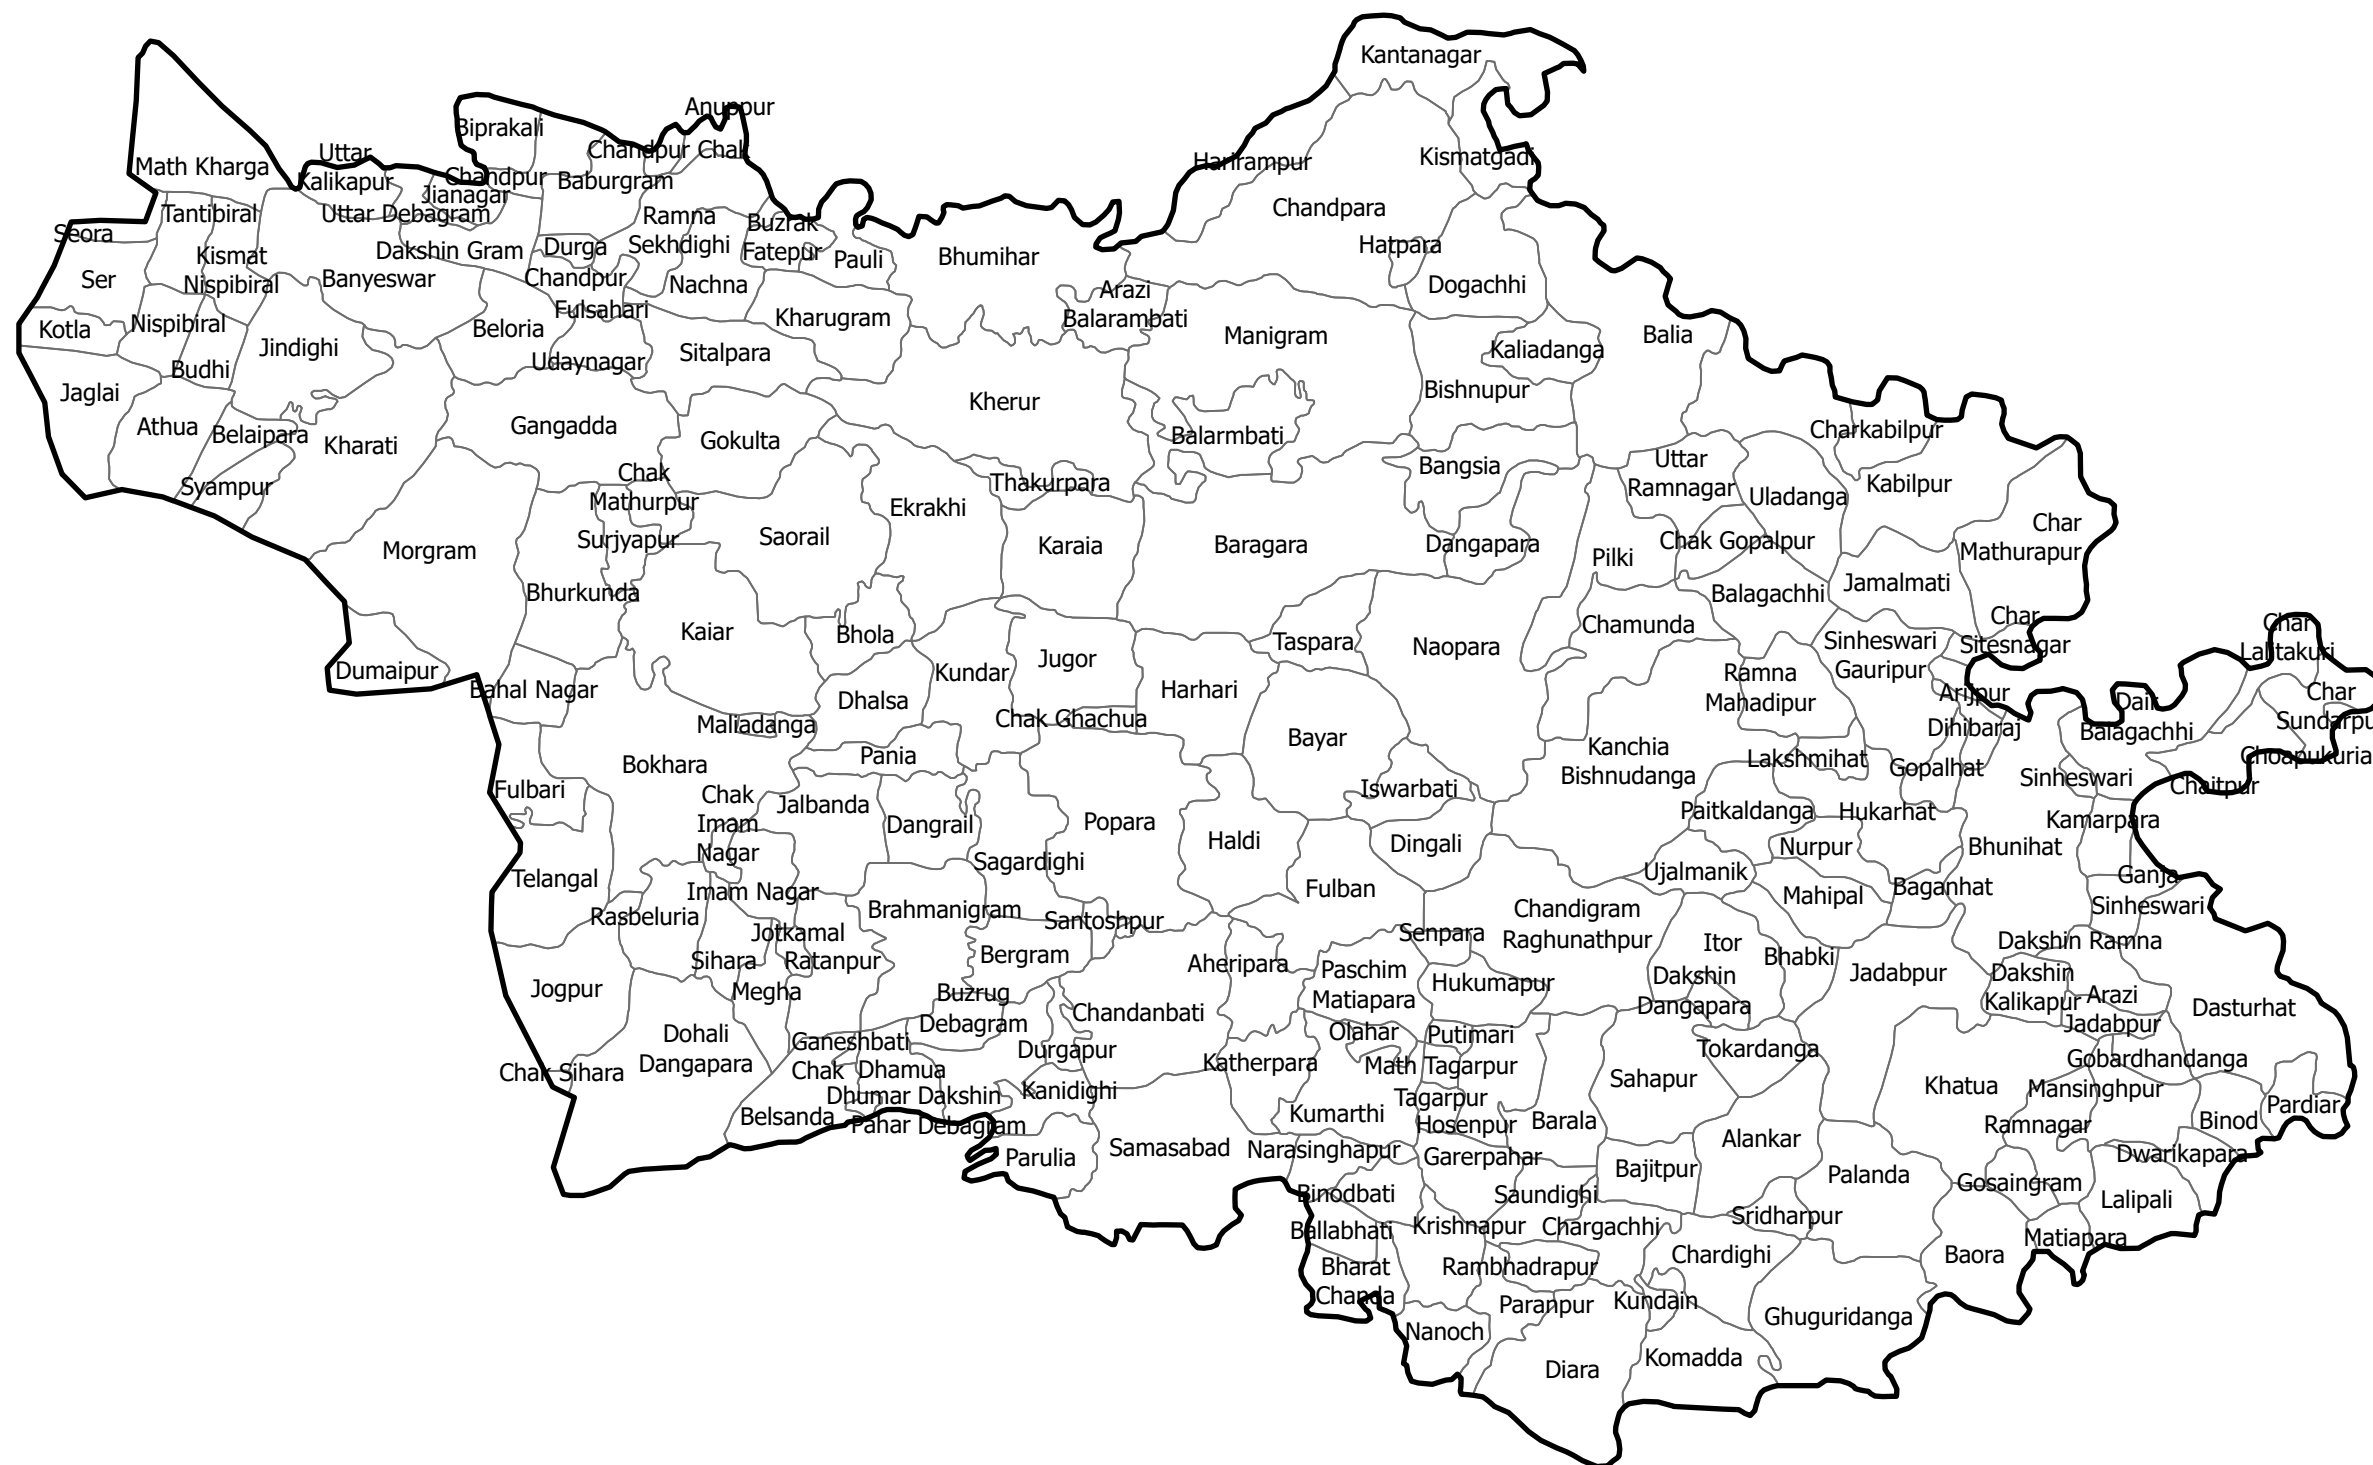 Kantanagar
Anuppur
Biprakali
Chandpur Chak
Uttar
Kalikapur
Math Kharga
Chandpur
Jianagar
Baburgram
Harirampur
Kismatgadi
Tantibiral
Uttar Debagram
Ramna
Sekhdighi
Buzrak
Fatepur
Chandpara
Seora
Kismat
Nispibiral
Dakshin Gram
Durga
Chandpur
Pauli
Bhumihar
Hatpara
Ser
Banyeswar
Nachna
Dogachhi
Arazi
Balarambati
Fulsahari
Kharugram
Kotla
Nispibiral
Beloria
Manigram
Balia
Jindighi
Udaynagar
Sitalpara
Kaliadanga
Budhi
Jaglai
Kherur
Bishnupur
Athua
Belaipara
Kharati
Gangadda
Gokulta
Balarmbati
Charkabilpur
Syampur
Chak
Mathurpur
Thakurpara
Bangsia
Uttar
Ramnagar
Uladanga
Kabilpur
Ekrakhi
Morgram
Surjyapur
Saorail
Karaia
Baragara
Dangapara
Pilki
Chak Gopalpur
Char
Mathurapur
Bhurkunda
Balagachhi
Jamalmati
Kaiar
Bhola
Taspara
Naopara
Chamunda
Sinheswari
Gauripur
Char
Sitesnagar
Char
Lalitakuri
Dumaipur
Bahal Nagar
Kundar
Jugor
Harhari
Ramna
Mahadipur
Arijpur
Dair
Balagachhi
Char
Sundarpu
Dhalsa
Maliadanga
Chak Ghachua
Bayar
Dihibaraj
Bokhara
Pania
Kanchia
Bishnudanga
Lakshmihat
Gopalhat
Sinheswari
Choapukuria
Chaitpur
Fulbari
Chak
Imam
Nagar
Jalbanda
Iswarbati
Dangrail
Popara
Paitkaldanga
Hukarhat
Kamarpara
Haldi
Dingali
Nurpur
Bhunihat
Telangal
Sagardighi
Ujalmanik
Ganja
Sinheswari
Imam Nagar
Fulban
Mahipal
Baganhat
Rasbeluria
Brahmanigram
Santoshpur
Chandigram
Raghunathpur
Jotkamal
Ratanpur
Senpara
Itor
Dakshin Ramna
Sihara
Bergram
Aheripara
Paschim
Matiapara
Hukumapur
Dakshin
Dangapara
Bhabki
Jadabpur
Dakshin
Kalikapur
Jogpur
Megha
Buzrug
Debagram
Chandanbati
Arazi
Jadabpur
Dasturhat
Dohali
Dangapara
Ganeshbati
Durgapur
Olahar
Putimari
Tokardanga
Chak Sihara
Chak
Dhumar
Dhamua
Dakshin
Katherpara
Math
Tagarpur
Sahapur
Khatua
Gobardhandanga
Kanidighi
Tagarpur
Mansinghpur
Belsanda
Pahar Debagram
Kumarthi
Hosenpur
Barala
Ramnagar
Binod
Pardiar
Parulia
Samasabad
Narasinghapur
Garerpahar
Alankar
Bajitpur
Palanda
Dwarikapara
Binodbati
Saundighi
Gosaingram
Lalipali
Ballabhati
Krishnapur
Chargachhi
Sridharpur
Matiapara
Bharat
Chanda
Rambhadrapur
Chardighi
Baora
Paranpur
Kundain
Ghuguridanga
Nanoch
Diara
Komadda